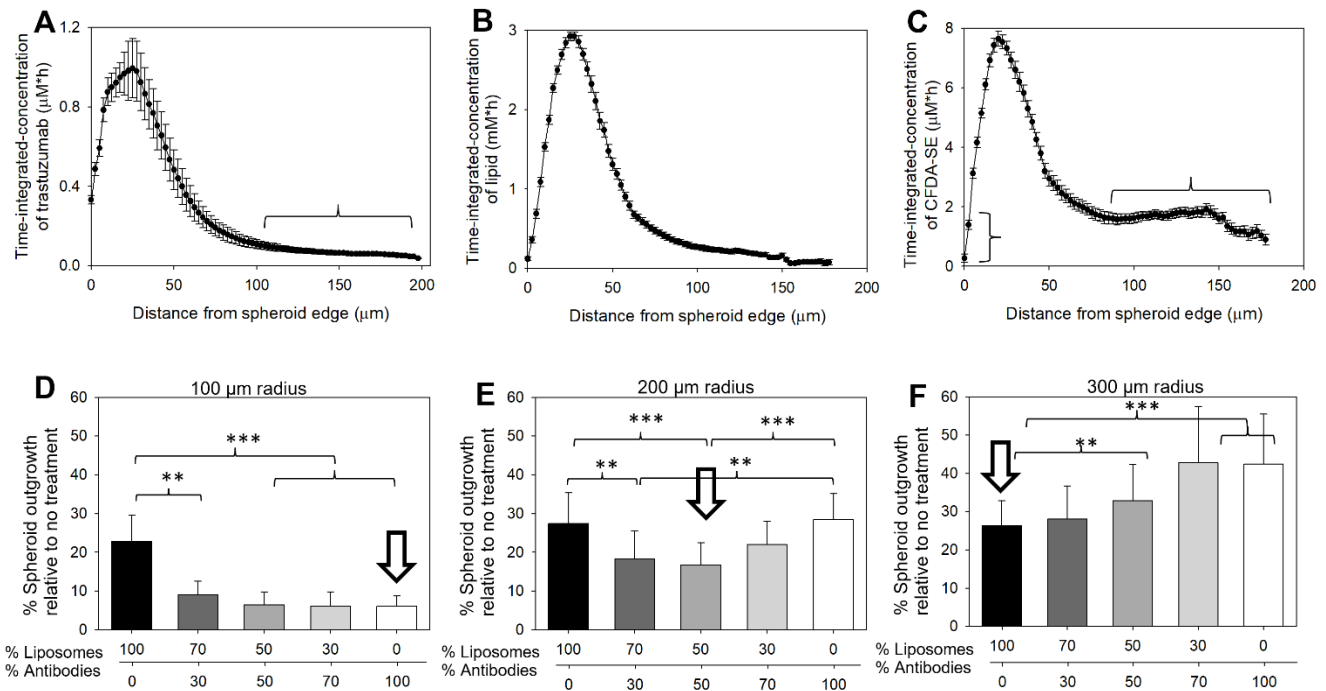 A
Time-integrated-concentration
of trastuzumab (µM*h)
1.2
0.8
0.4
0.0
0
50
100
150
200
Distance from spheroid edge (µm)
B
Time-integrated-concentration
of lipid (mM*h)
3
2
1
0
0
50
100
150
200
Distance from spheroid edge (µm)
C
Time-integrated-concentration
of CFDA-SE (µM*h)
8
6
4
2
0
0
50
100
150
200
Distance from spheroid edge (µm)
D
100 µm radius
% Spheroid outgrowth
relative to no treatment
60
50
40
30
20
10
0
***
**
% Liposomes
100
70
50
30
0
% Antibodies
0
30
50
70
100
E
200 µm radius
% Spheroid outgrowth
relative to no treatment
60
50
40
30
20
10
0
***
***
**
**
% Liposomes
100
70
50
30
0
% Antibodies
0
30
50
70
100
F
300 µm radius
% Spheroid outgrowth
relative to no treatment
60
50
40
30
20
10
0
***
**
% Liposomes
100
70
50
30
0
% Antibodies
0
30
50
70
100